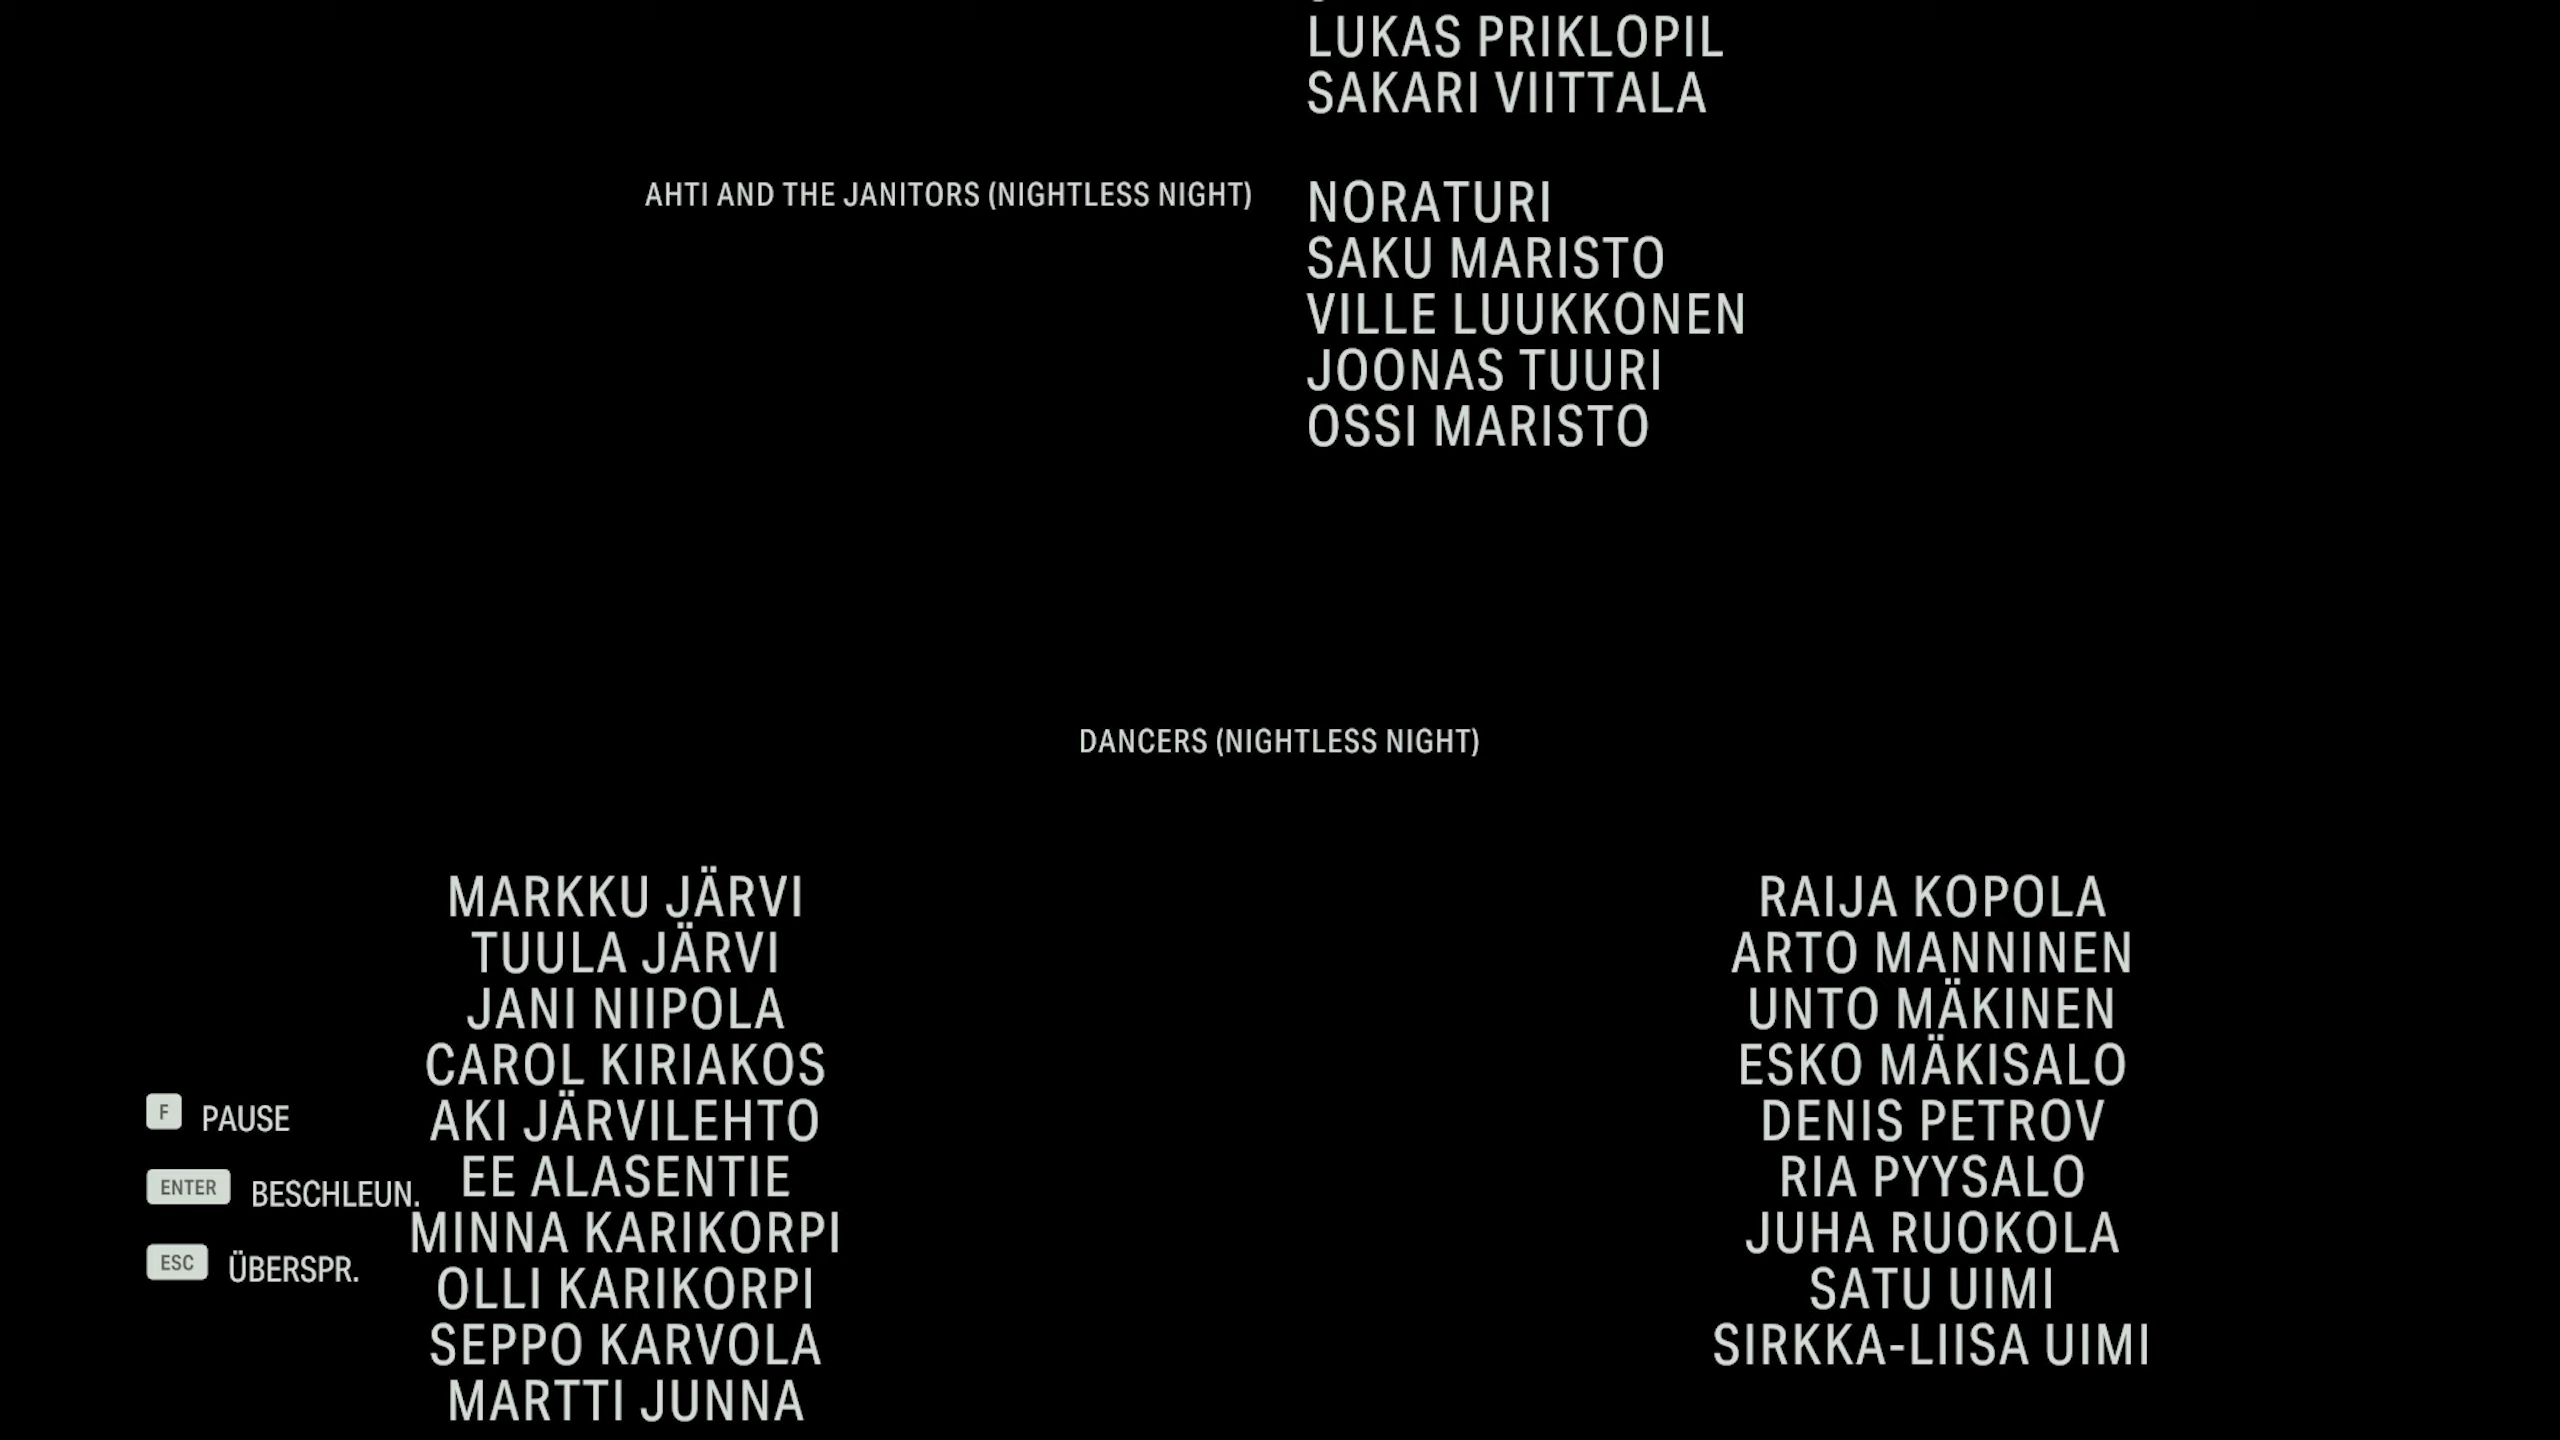 LUKAS PRIKLOPIL
SAKARI VIITTALA
AHTI AND THE JANITORS (NIGHTLESS NIGHT)
NORATURI
SAKU MARISTO
VILLE LUUKKONEN
JOONAS TUURI
OSSI MARISTO
DANCERS (NIGHTLESS NIGHT)
MARKKU JÄRVI
TUULA JÄRVI
JANI NIIPOLA
CAROL KIRIAKOS
AKI JÄRVILEHTO
EE ALASENTIE
MINNA KARIKORPI
OLLI KARIKORPI
SEPPO KARVOLA
MARTTI JUNNA
RAIJA KOPOLA
ARTO MANNINEN
UNTO MÄKINEN
ESKO MÄKISALO
DENIS PETROV
RIA PYYSALO
JUHA RUOKOLA
SATU UIMI
SIRKKA-LIISA UIMI
F PAUSE
ENTER BESCHLEUN.
ESC ÜBERSPR.